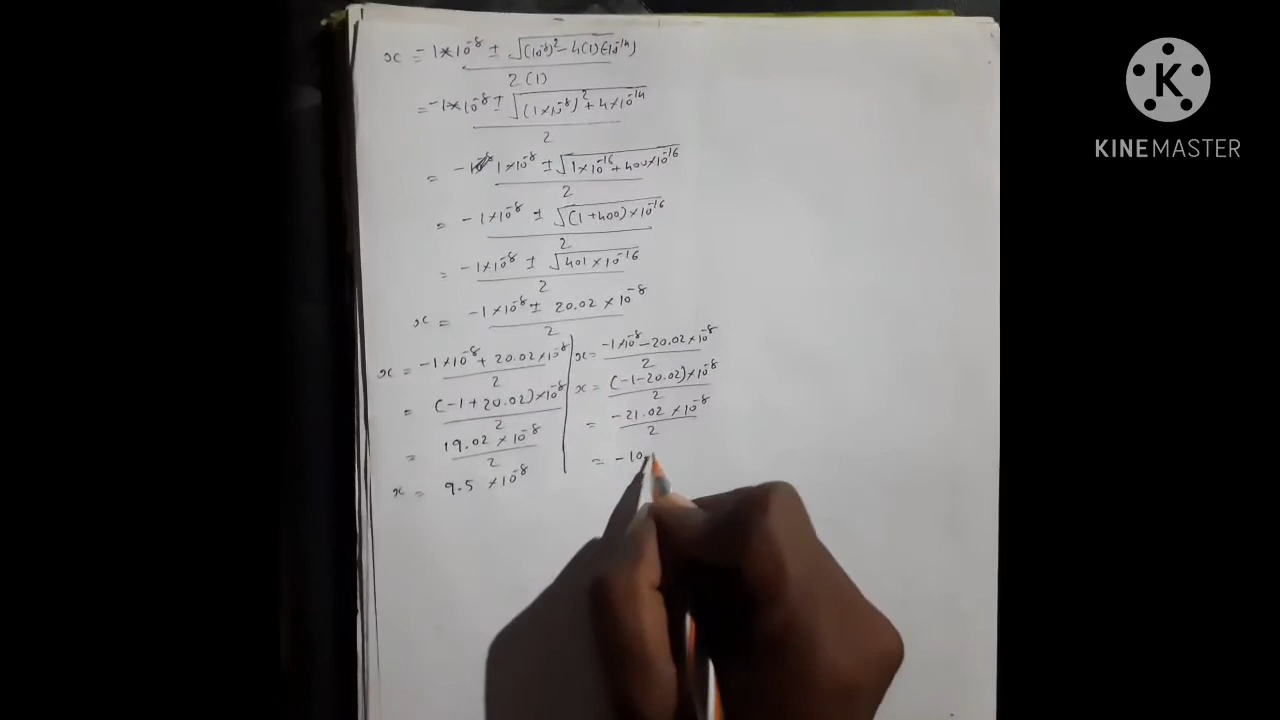 x = -1×10^-8 ± √(10^-8)² - 4(1)(-10^-14)
2(1)
= -1×10^-8 ± √(1×10^-8)² + 4×10^-14
2
= - 1×10^-8 ± √1×10^-16 + 400×10^-16
2
= -1×10^-8 ± √(1+400)×10^-16
2
= -1×10^-8 ± √401×10^-16
2
x = -1×10^-8 ± 20.02×10^-8
2
x = -1×10^-8 + 20.02×10^-8
2
= (-1+20.02)×10^-8
2
= 19.02×10^-8
2
x = 9.5 ×10^-8
x = -1×10^-8 - 20.02×10^-8
2
x = (-1-20.02)×10^-8
2
= -21.02×10^-8
2
= -10.
K
KINEMASTER